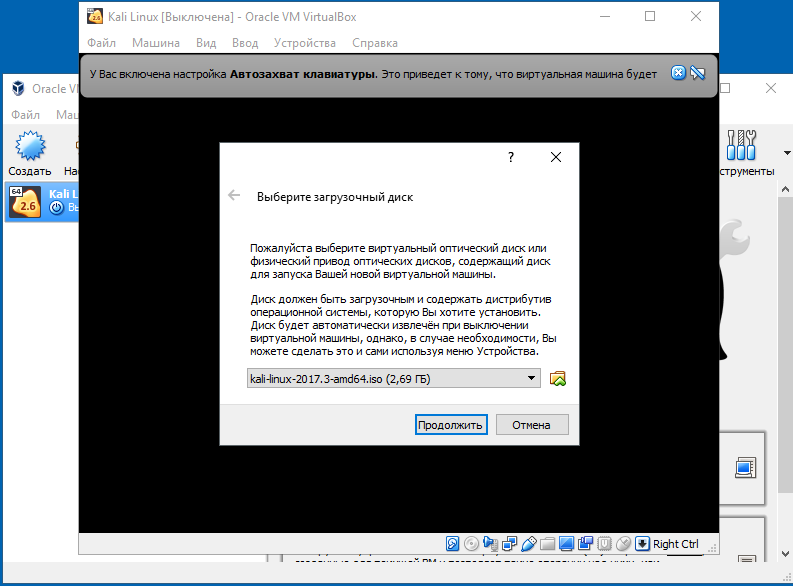 Kali Linux [Выключена] - Oracle VM VirtualBox
Файл Машина Вид Ввод Устройства Справка
У Вас включена настройка Автозахват клавиатуры. Это приведет к тому, что виртуальная машина будет
Oracle
Файл
Создать
струменты
64
2.6
Kali
?
Выберите загрузочный диск
Пожалуйста выберите виртуальный оптический диск или
физический привод оптических дисков, содержащий диск
для запуска Вашей новой виртуальной машины.
Диск должен быть загрузочным и содержать дистрибутив
операционной системы, которую Вы хотите установить.
Диск будет автоматически извлечён при выключении
виртуальной машины, однако, в случае необходимости, Вы
можете сделать это и сами используя меню Устройства.
kali-linux-2017.3-amd64.iso (2,69 ГБ)
Продолжить Отмена
Right Ctrl